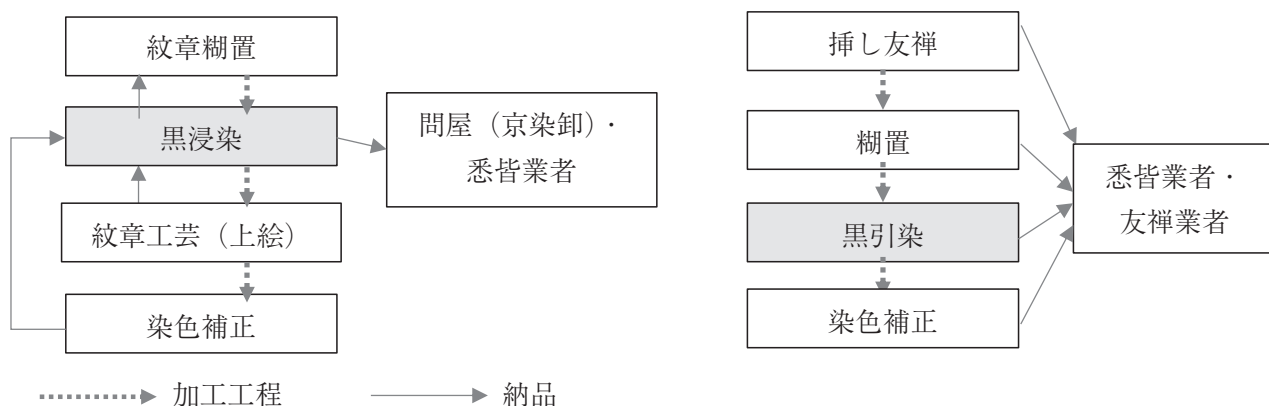 紋章糊置
黒浸染
問屋（京染卸）・
悉皆業者
紋章工芸（上絵）
染色補正
挿し友禅
糊置
黒引染
染色補正
悉皆業者・
友禅業者
加工工程
納品